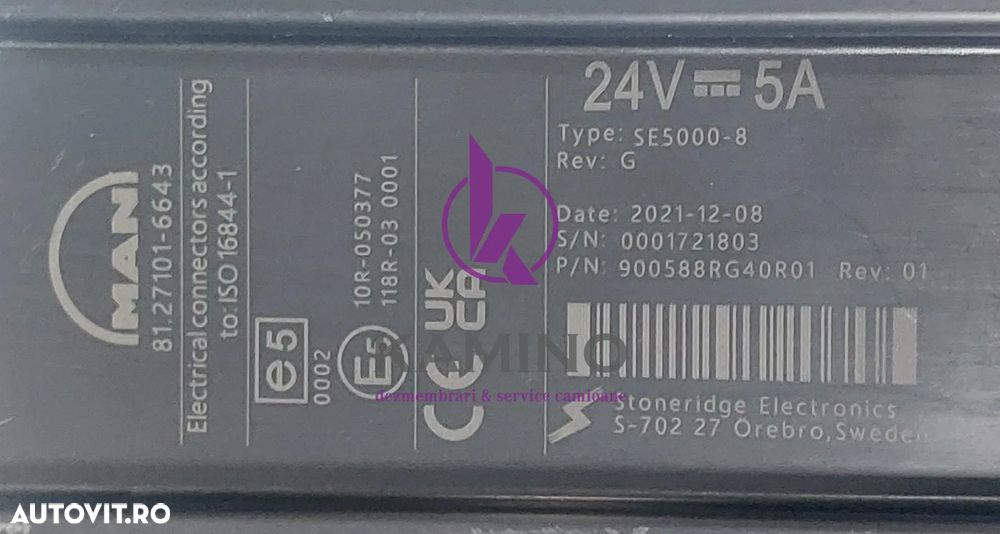 MAN
81.27101-6643
Electrical connectors according
to: ISO 16844-1
e5
0002
10R-050377
118R-03 0001
E5
CE
UK
CA
24V 5A
Type: SE5000-8
Rev: G
Date: 2021-12-08
S/N: 0001721803
P/N: 900588RG40R01 Rev: 01
Stoneridge Electronics
S-702 27 Örebro, Sweden
KAMINO
dezmembrari & service camioane
AUTOVIT.RO